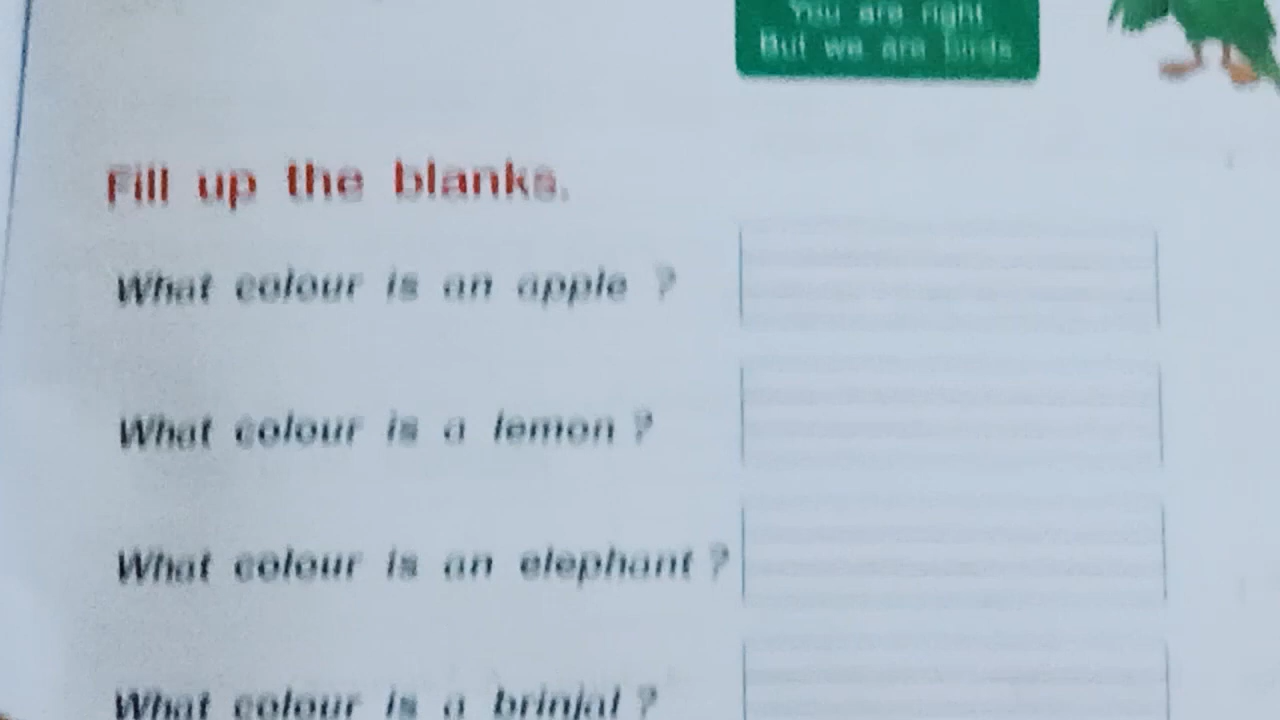 You are right
But we are birds
Fill up the blanks.
What colour is an apple ?
What colour is a lemon ?
What colour is an elephant ?
What colour is a brinjal ?